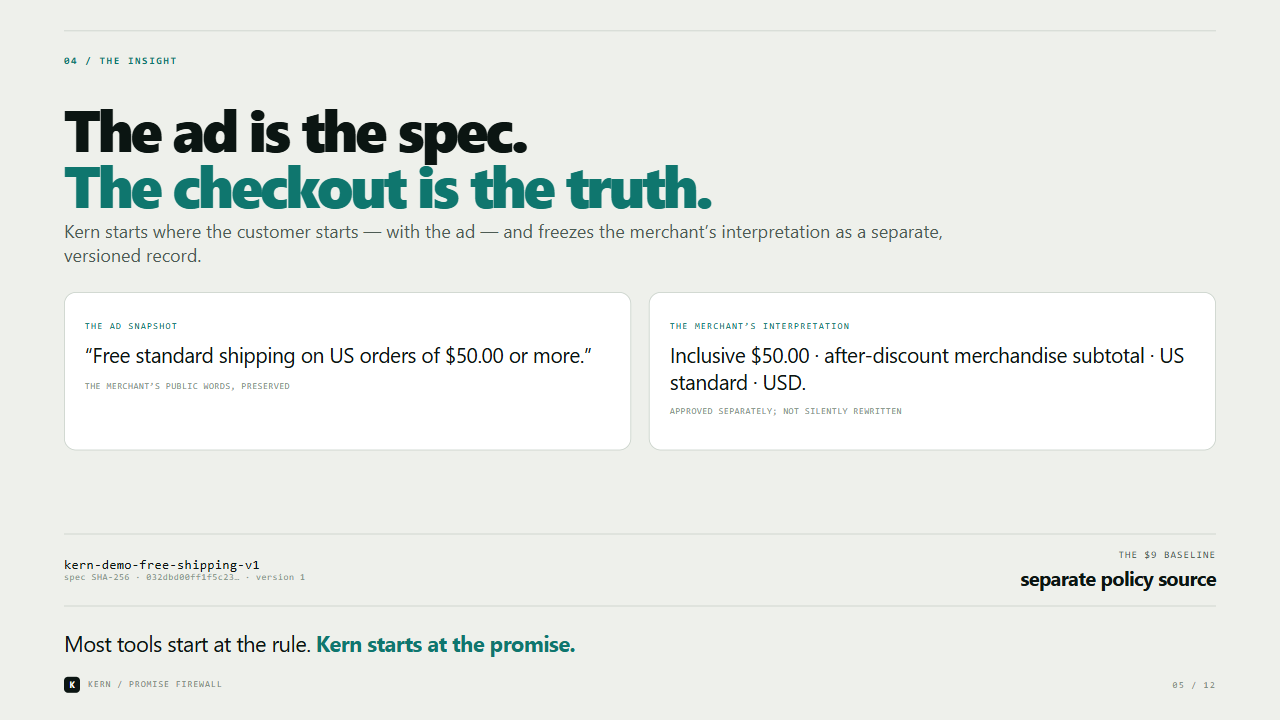 04 / THE INSIGHT
The ad is the spec.
The checkout is the truth.
Kern starts where the customer starts — with the ad — and freezes the merchant’s interpretation as a separate,
versioned record.
THE AD SNAPSHOT
“Free standard shipping on US orders of $50.00 or more.”
THE MERCHANT’S PUBLIC WORDS, PRESERVED
THE MERCHANT’S INTERPRETATION
Inclusive $50.00 · after-discount merchandise subtotal · US
standard · USD.
APPROVED SEPARATELY; NOT SILENTLY REWRITTEN
kern-demo-free-shipping-v1
spec SHA-256 · 032dbd00ff1f5c23… · version 1
THE $9 BASELINE
separate policy source
Most tools start at the rule. Kern starts at the promise.
K KERN / PROMISE FIREWALL
05 / 12